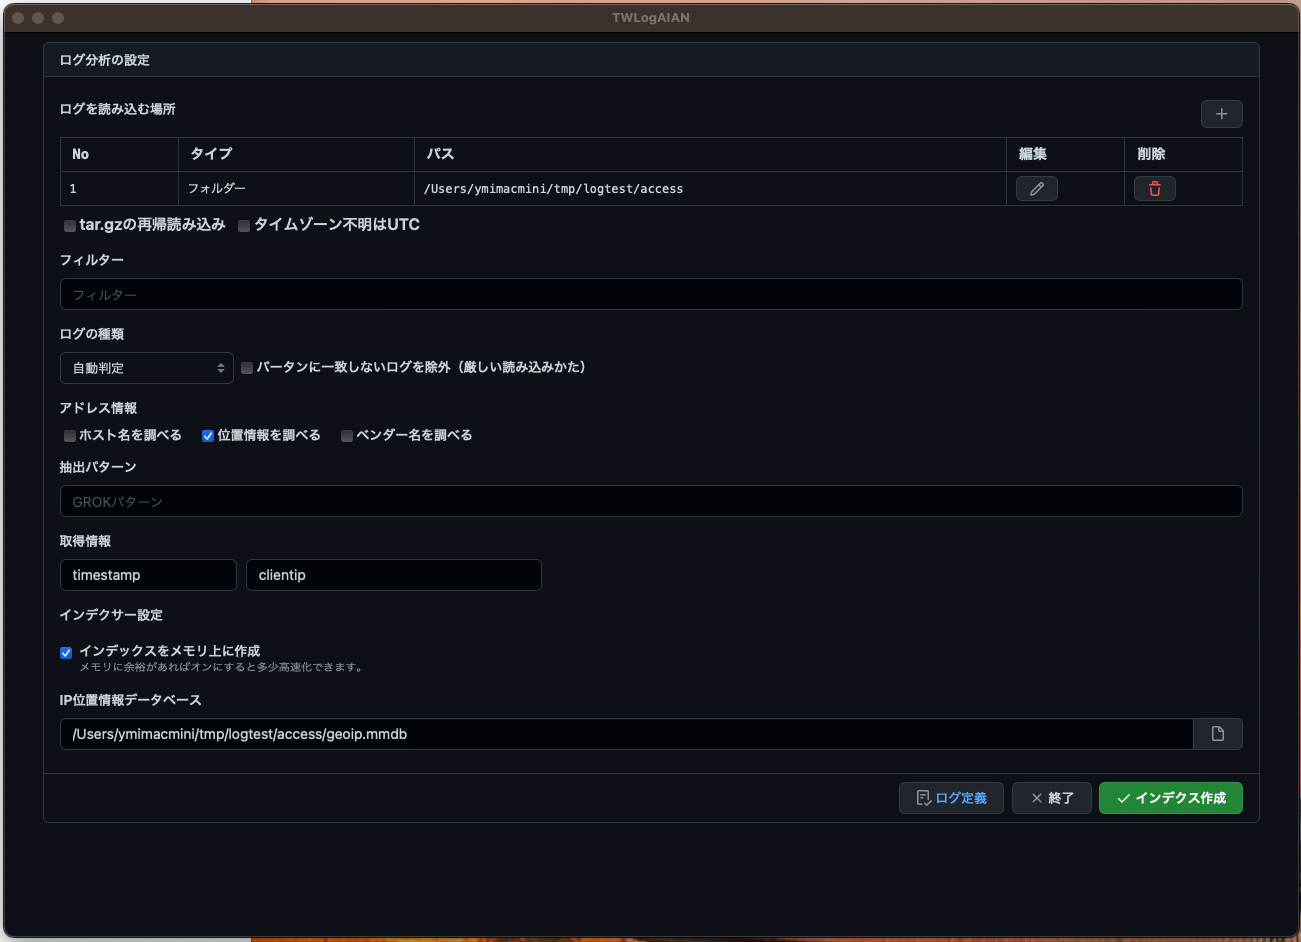 TWLogAIAN
ログ分析の設定
ログを読み込む場所
No タイプ パス 編集 削除
1 フォルダー /Users/ymimacmini/tmp/logtest/access
tar.gzの再帰読み込み タイムゾーン不明はUTC
フィルター
フィルター
ログの種類
自動判定 パータンに一致しないログを除外（厳しい読み込みかた）
アドレス情報
ホスト名を調べる 位置情報を調べる ベンダー名を調べる
抽出パターン
GROKパターン
取得情報
timestamp clientip
インデクサー設定
インデックスをメモリ上に作成
メモリに余裕があればオンにすると多少高速化できます。
IP位置情報データベース
/Users/ymimacmini/tmp/logtest/access/geoip.mmdb
ログ定義 終了 インデクス作成